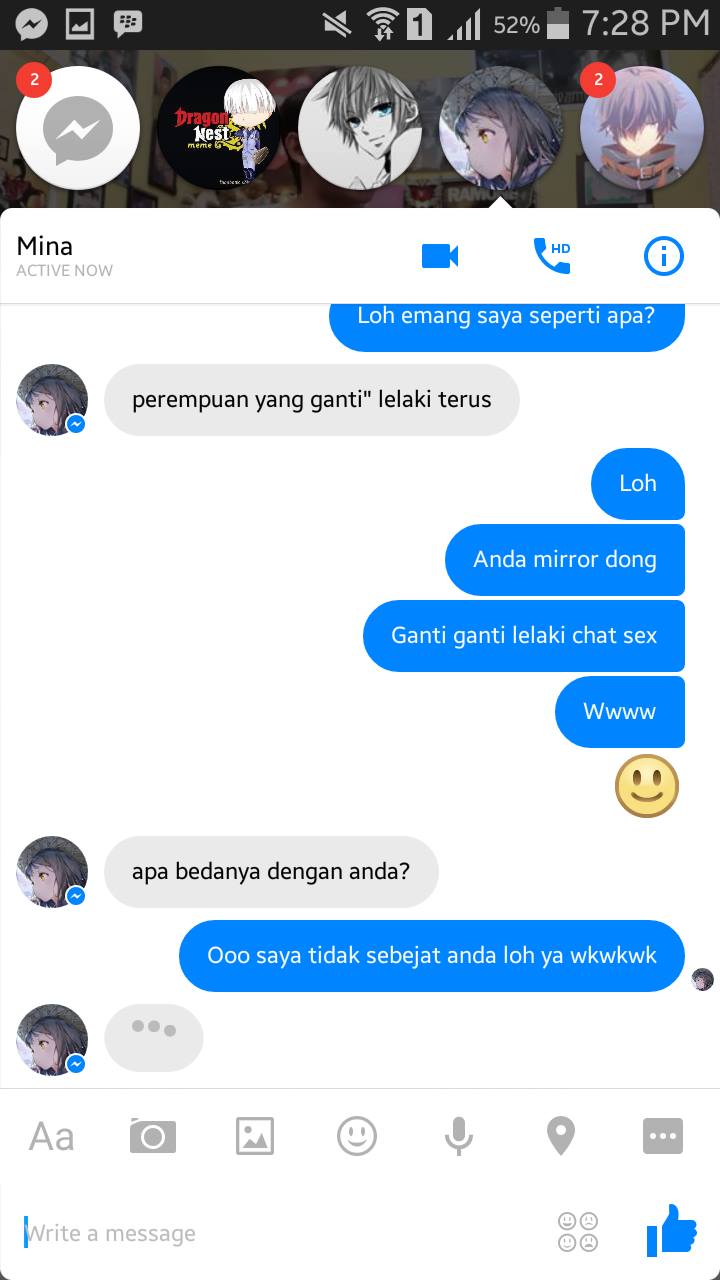 1
52%
7:28 PM
2
Dragon
Nest
meme
2
Mina
ACTIVE NOW
HD
Loh emang saya seperti apa?
perempuan yang ganti" lelaki terus
Loh
Anda mirror dong
Ganti ganti lelaki chat sex
Wwww
apa bedanya dengan anda?
Ooo saya tidak sebejat anda loh ya wkwkwk
Aa
Write a message